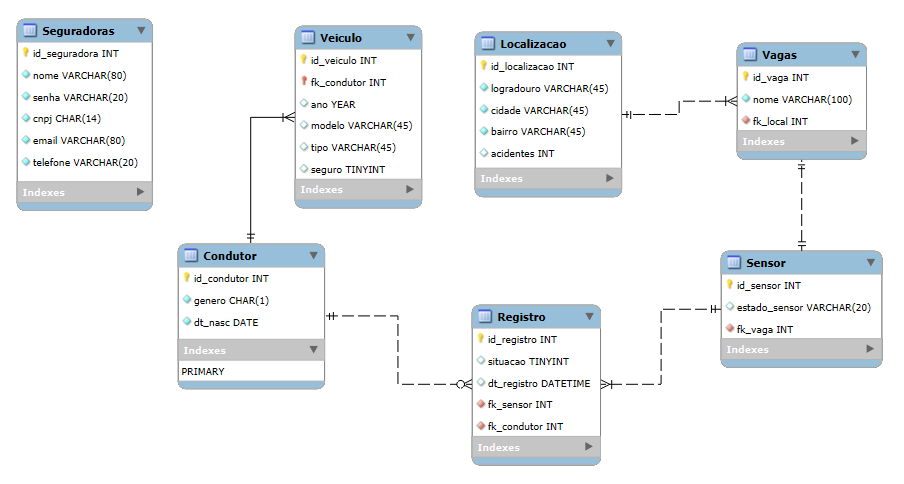 Seguradoras
id_seguradora INT
nome VARCHAR(80)
senha VARCHAR(20)
cnpj CHAR(14)
email VARCHAR(80)
telefone VARCHAR(20)
Indexes
Veiculo
id_veiculo INT
fk_condutor INT
ano YEAR
modelo VARCHAR(45)
tipo VARCHAR(45)
seguro TINYINT
Indexes
Localizacao
id_localizacao INT
logradouro VARCHAR(45)
cidade VARCHAR(45)
bairro VARCHAR(45)
acidentes INT
Indexes
Vagas
id_vaga INT
nome VARCHAR(100)
fk_local INT
Indexes
Condutor
id_condutor INT
genero CHAR(1)
dt_nasc DATE
Indexes
PRIMARY
Registro
id_registro INT
situacao TINYINT
dt_registro DATETIME
fk_sensor INT
fk_condutor INT
Indexes
Sensor
id_sensor INT
estado_sensor VARCHAR(20)
fk_vaga INT
Indexes